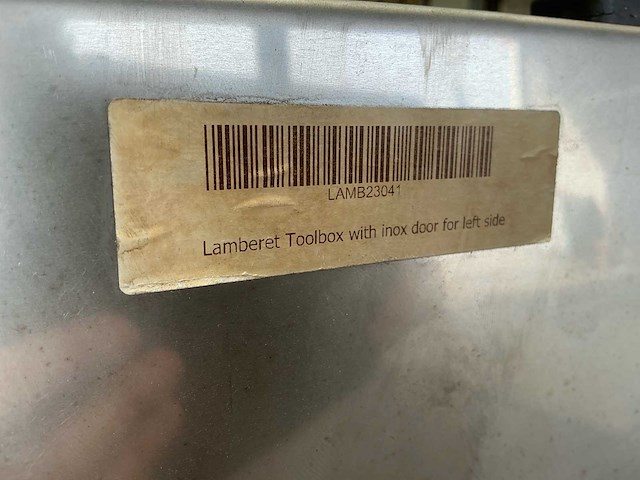 LAMB23041
Lamberet Toolbox with inox door for left side